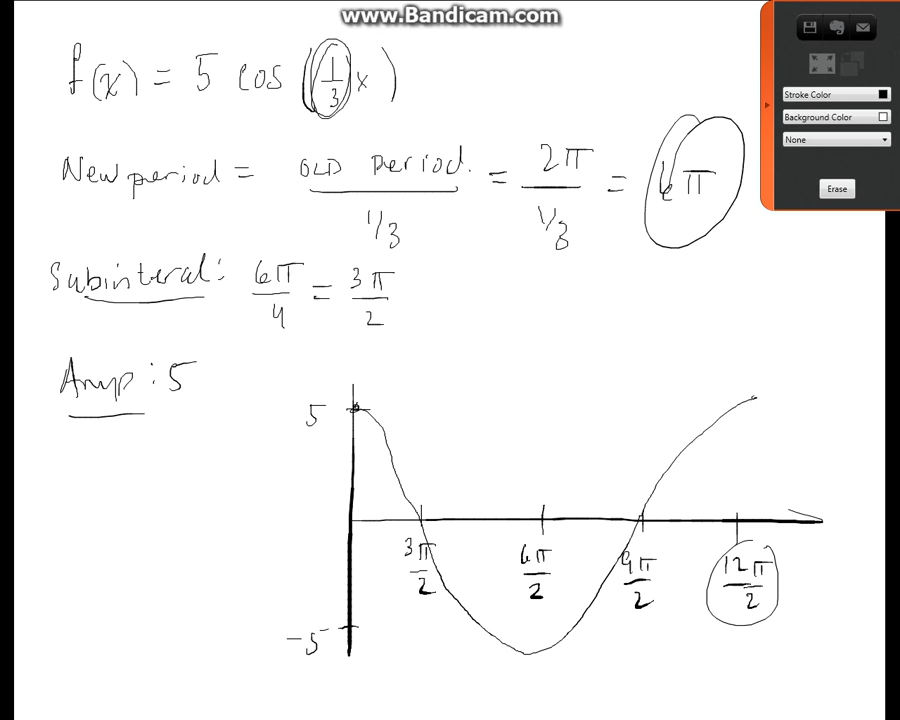 www.Bandicam.com
f(x) = 5 cos (1/3 x)
Stroke Color
Background Color
None
Erase
New period = OLD Period. / 1/3 = 2π / 1/3 = 6π
Subinteral: 6π/4 = 3π/2
Amp: 5
5
3π/2 6π/2 9π/2 12π/2
-5